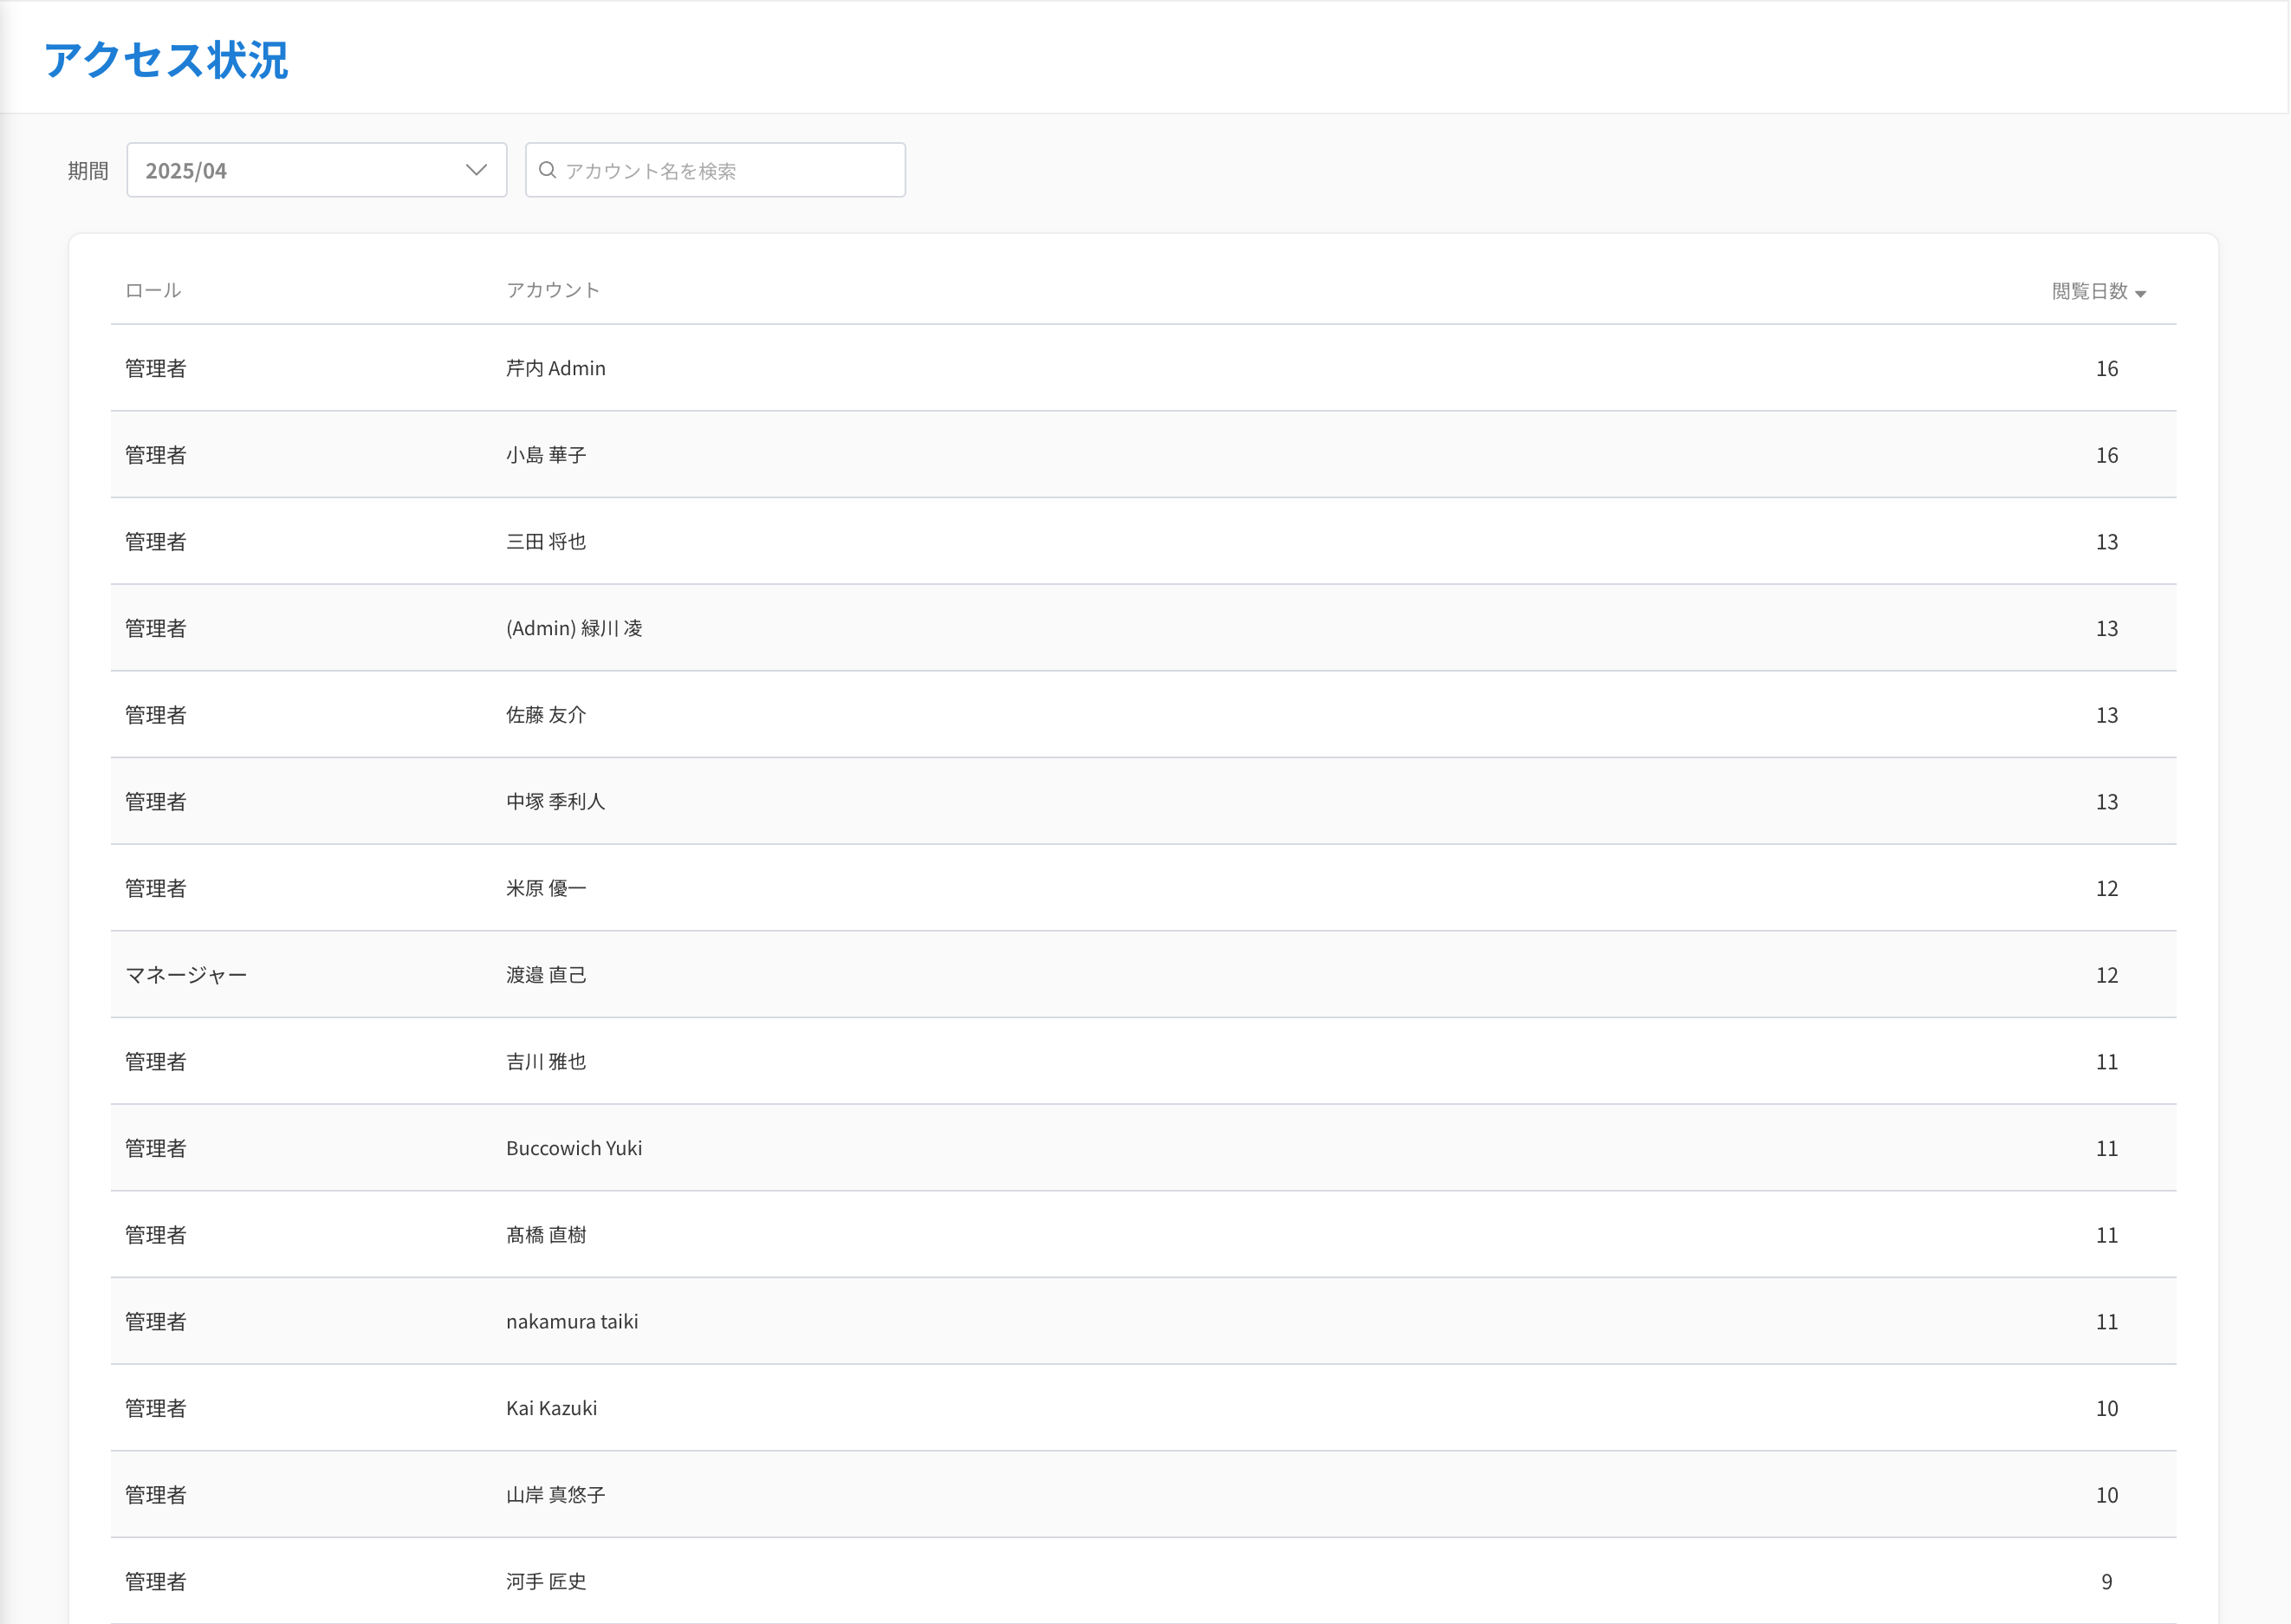 アクセス状況
期間 2025/04 アカウント名を検索
ロール アカウント 閲覧日数
管理者 芹内 Admin 16
管理者 小島 華子 16
管理者 三田 将也 13
管理者 (Admin) 緑川 凌 13
管理者 佐藤 友介 13
管理者 中塚 季利人 13
管理者 米原 優一 12
マネージャー 渡邉 直己 12
管理者 吉川 雅也 11
管理者 Buccowich Yuki 11
管理者 髙橋 直樹 11
管理者 nakamura taiki 11
管理者 Kai Kazuki 10
管理者 山岸 真悠子 10
管理者 河手 匠史 9